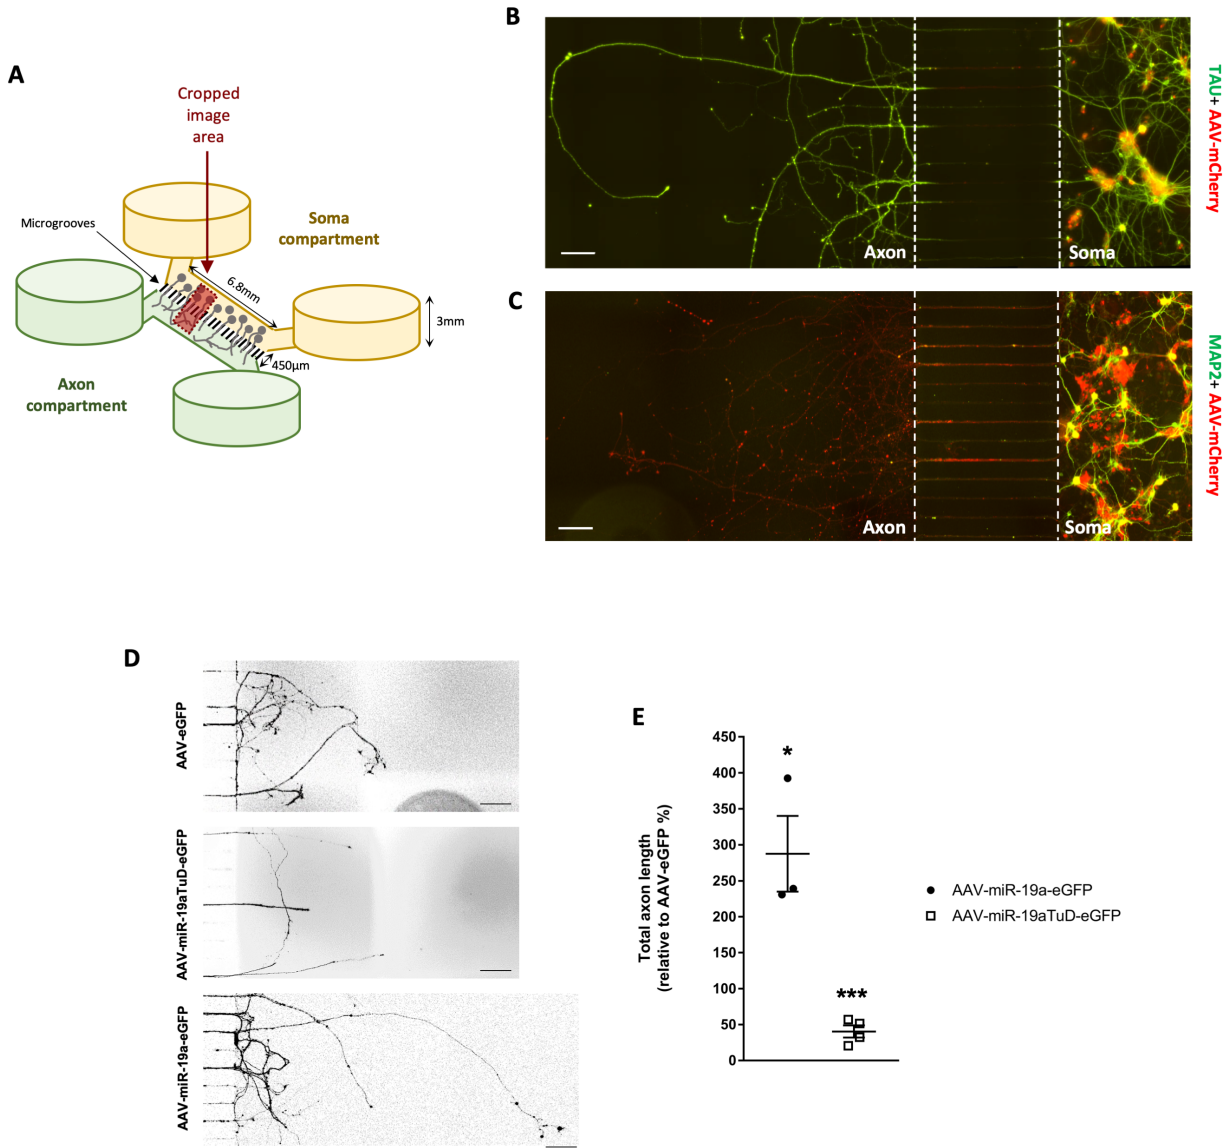 A
Cropped
image
area
Microgrooves
Soma
compartment
6.8mm
3mm
450µm
Axon
compartment
B
Axon
Soma
TAU+ AAV-mCherry
C
Axon
Soma
MAP2+ AAV-mCherry
D
AAV-eGFP
AAV-miR-19aTuD-eGFP
AAV-miR-19a-eGFP
E
Total axon length
(relative to AAV-eGFP %)
450
400
350
300
250
200
150
100
50
0
*
***
AAV-miR-19a-eGFP
AAV-miR-19aTuD-eGFP